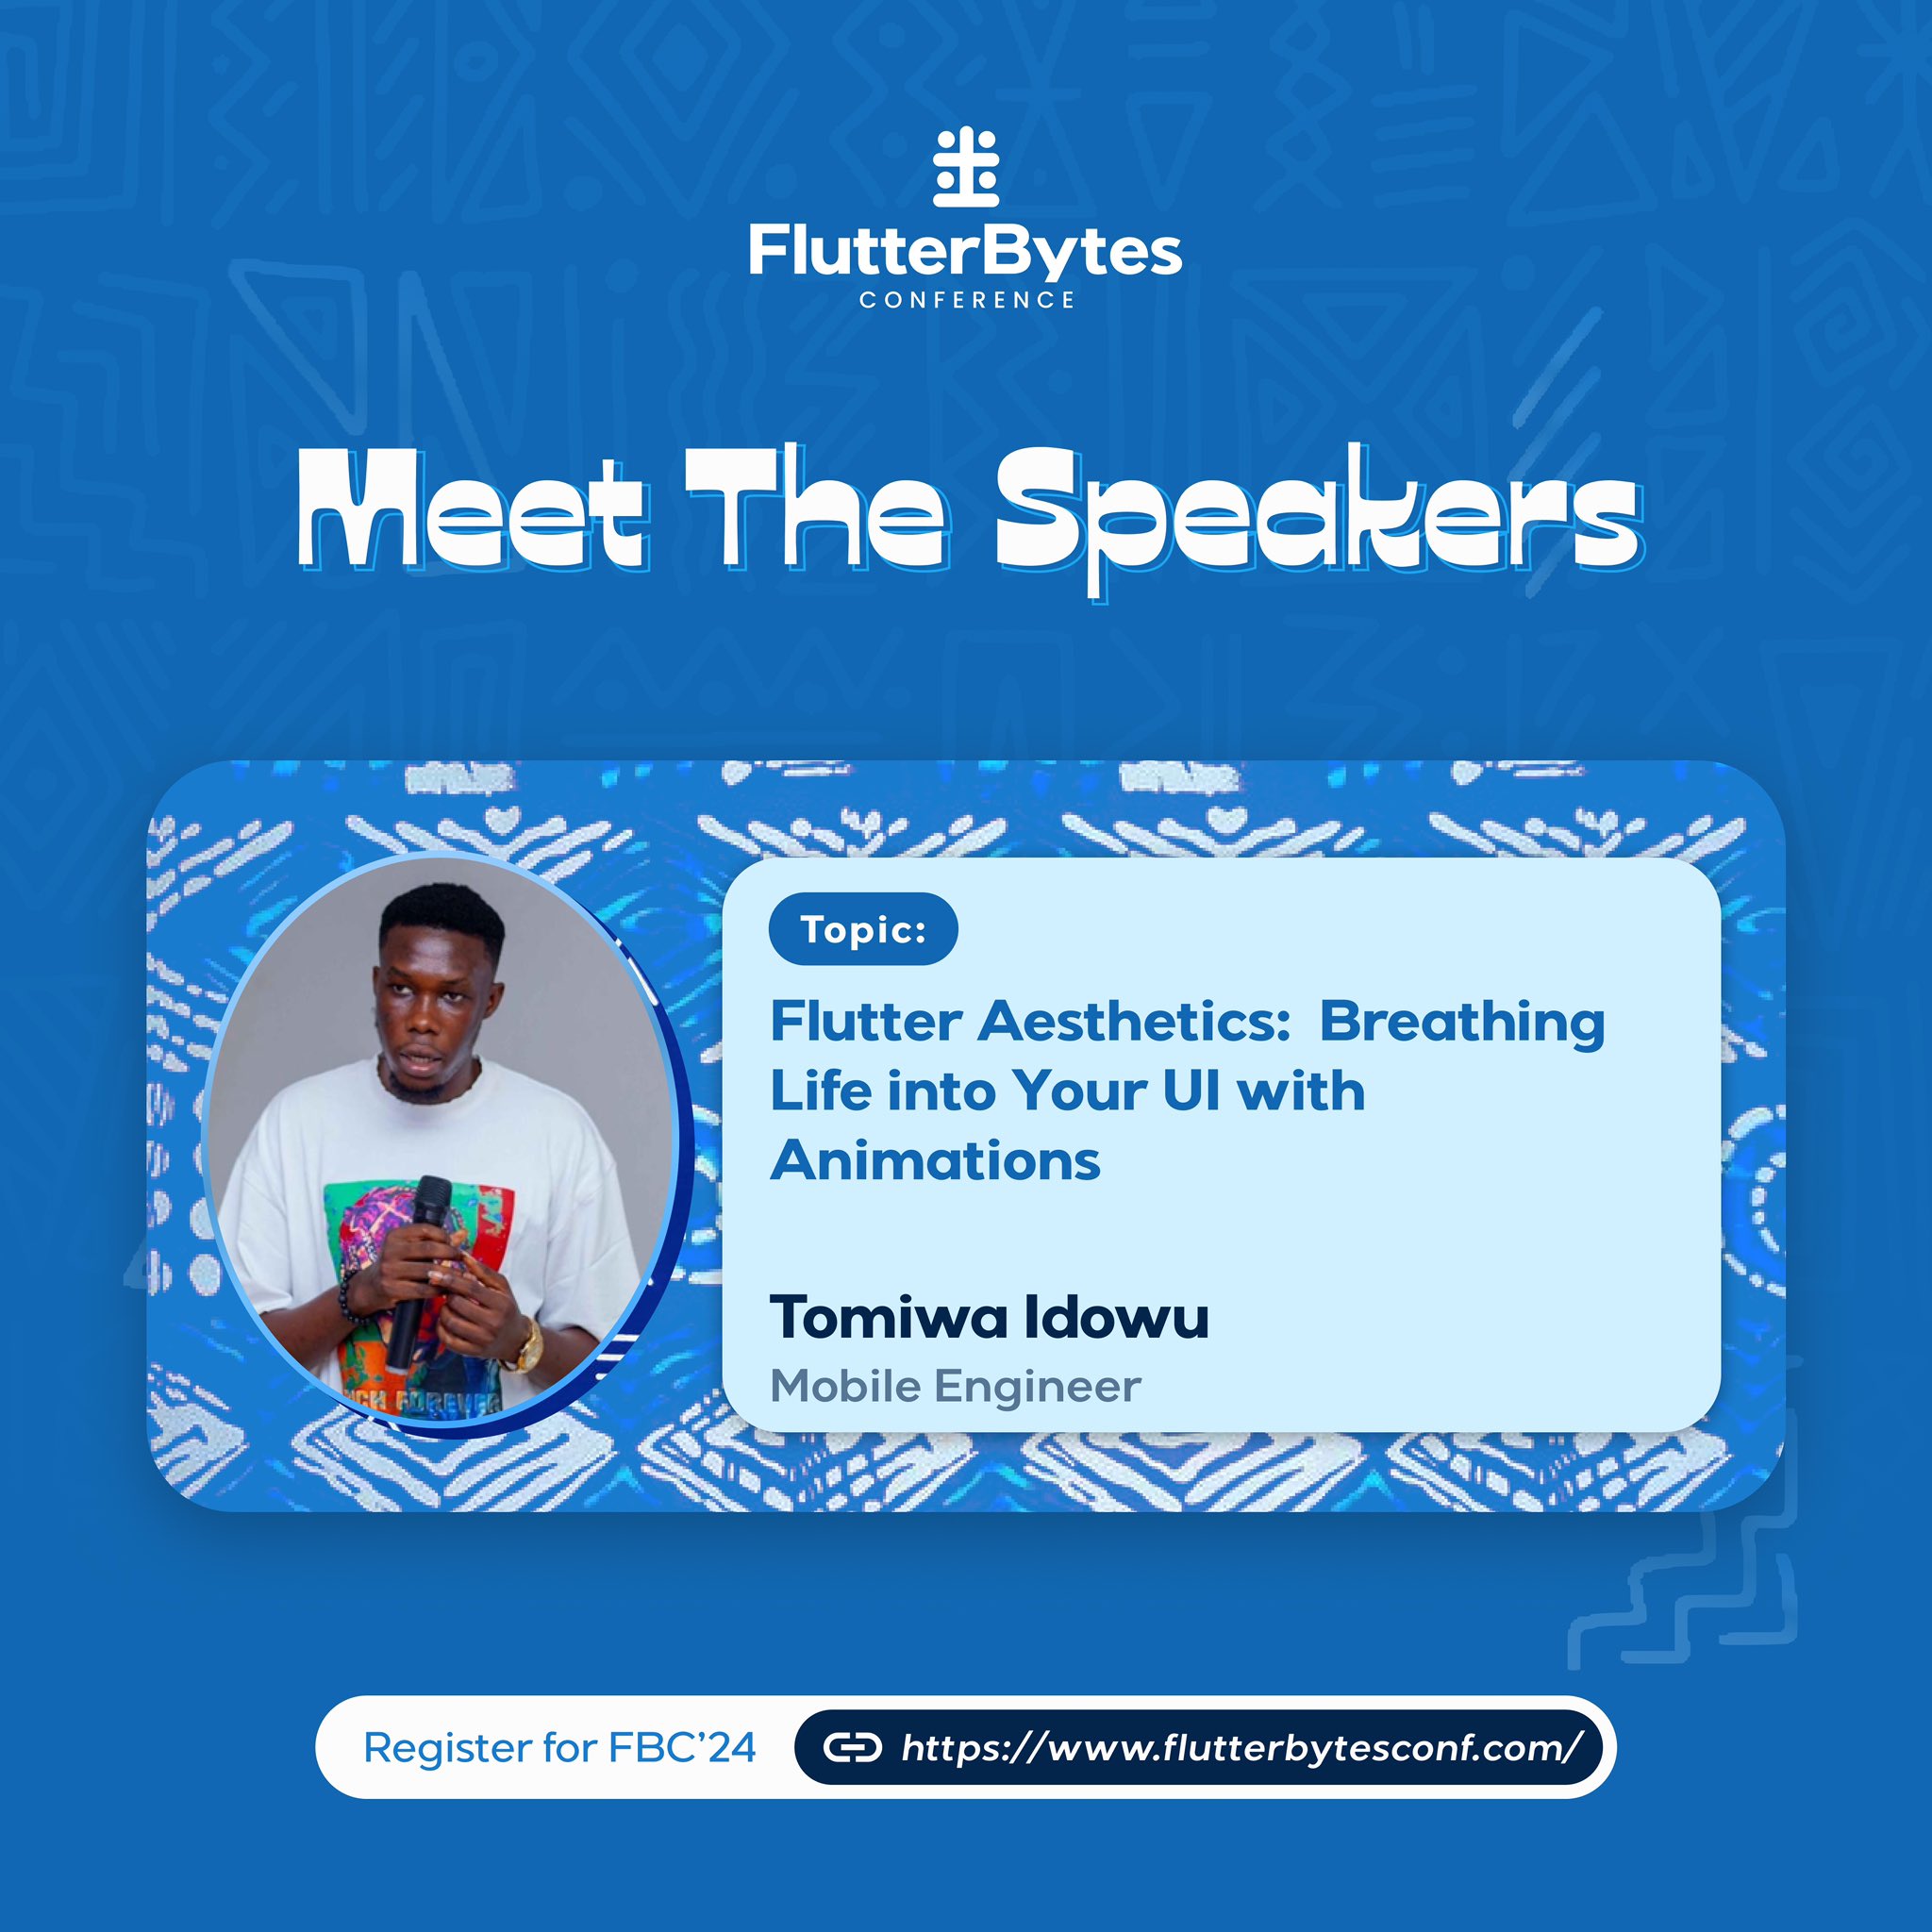 FlutterBytes
CONFERENCE
Meet The Speakers
Topic:
Flutter Aesthetics: Breathing
Life into Your UI with
Animations
Tomiwa Idowu
Mobile Engineer
FOREVER
Register for FBC’24
https://www.flutterbytesconf.com/